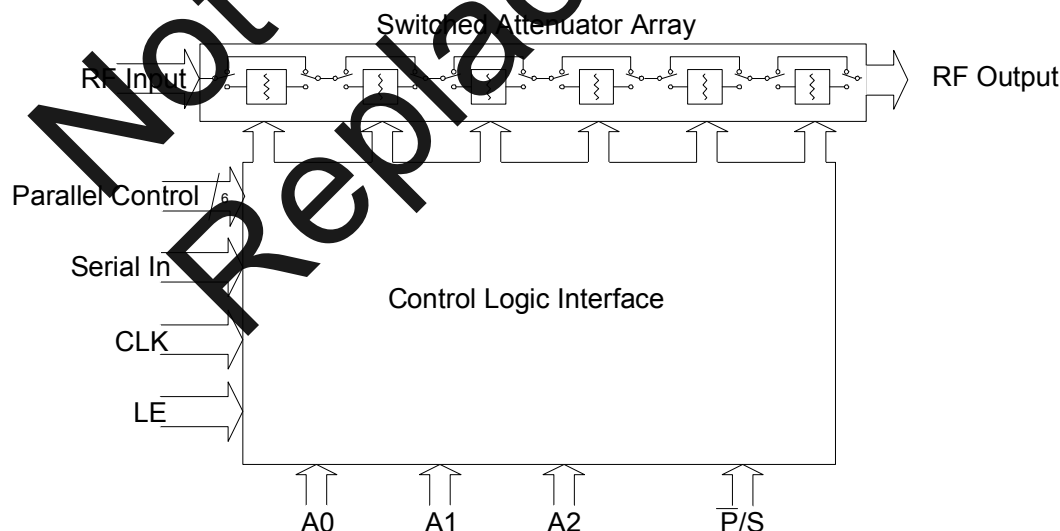 Switched Attenuator Array
RF Input
RF Output
Parallel Control
6
Serial In
Control Logic Interface
CLK
LE
A0
A1
A2
P̅/S
Not